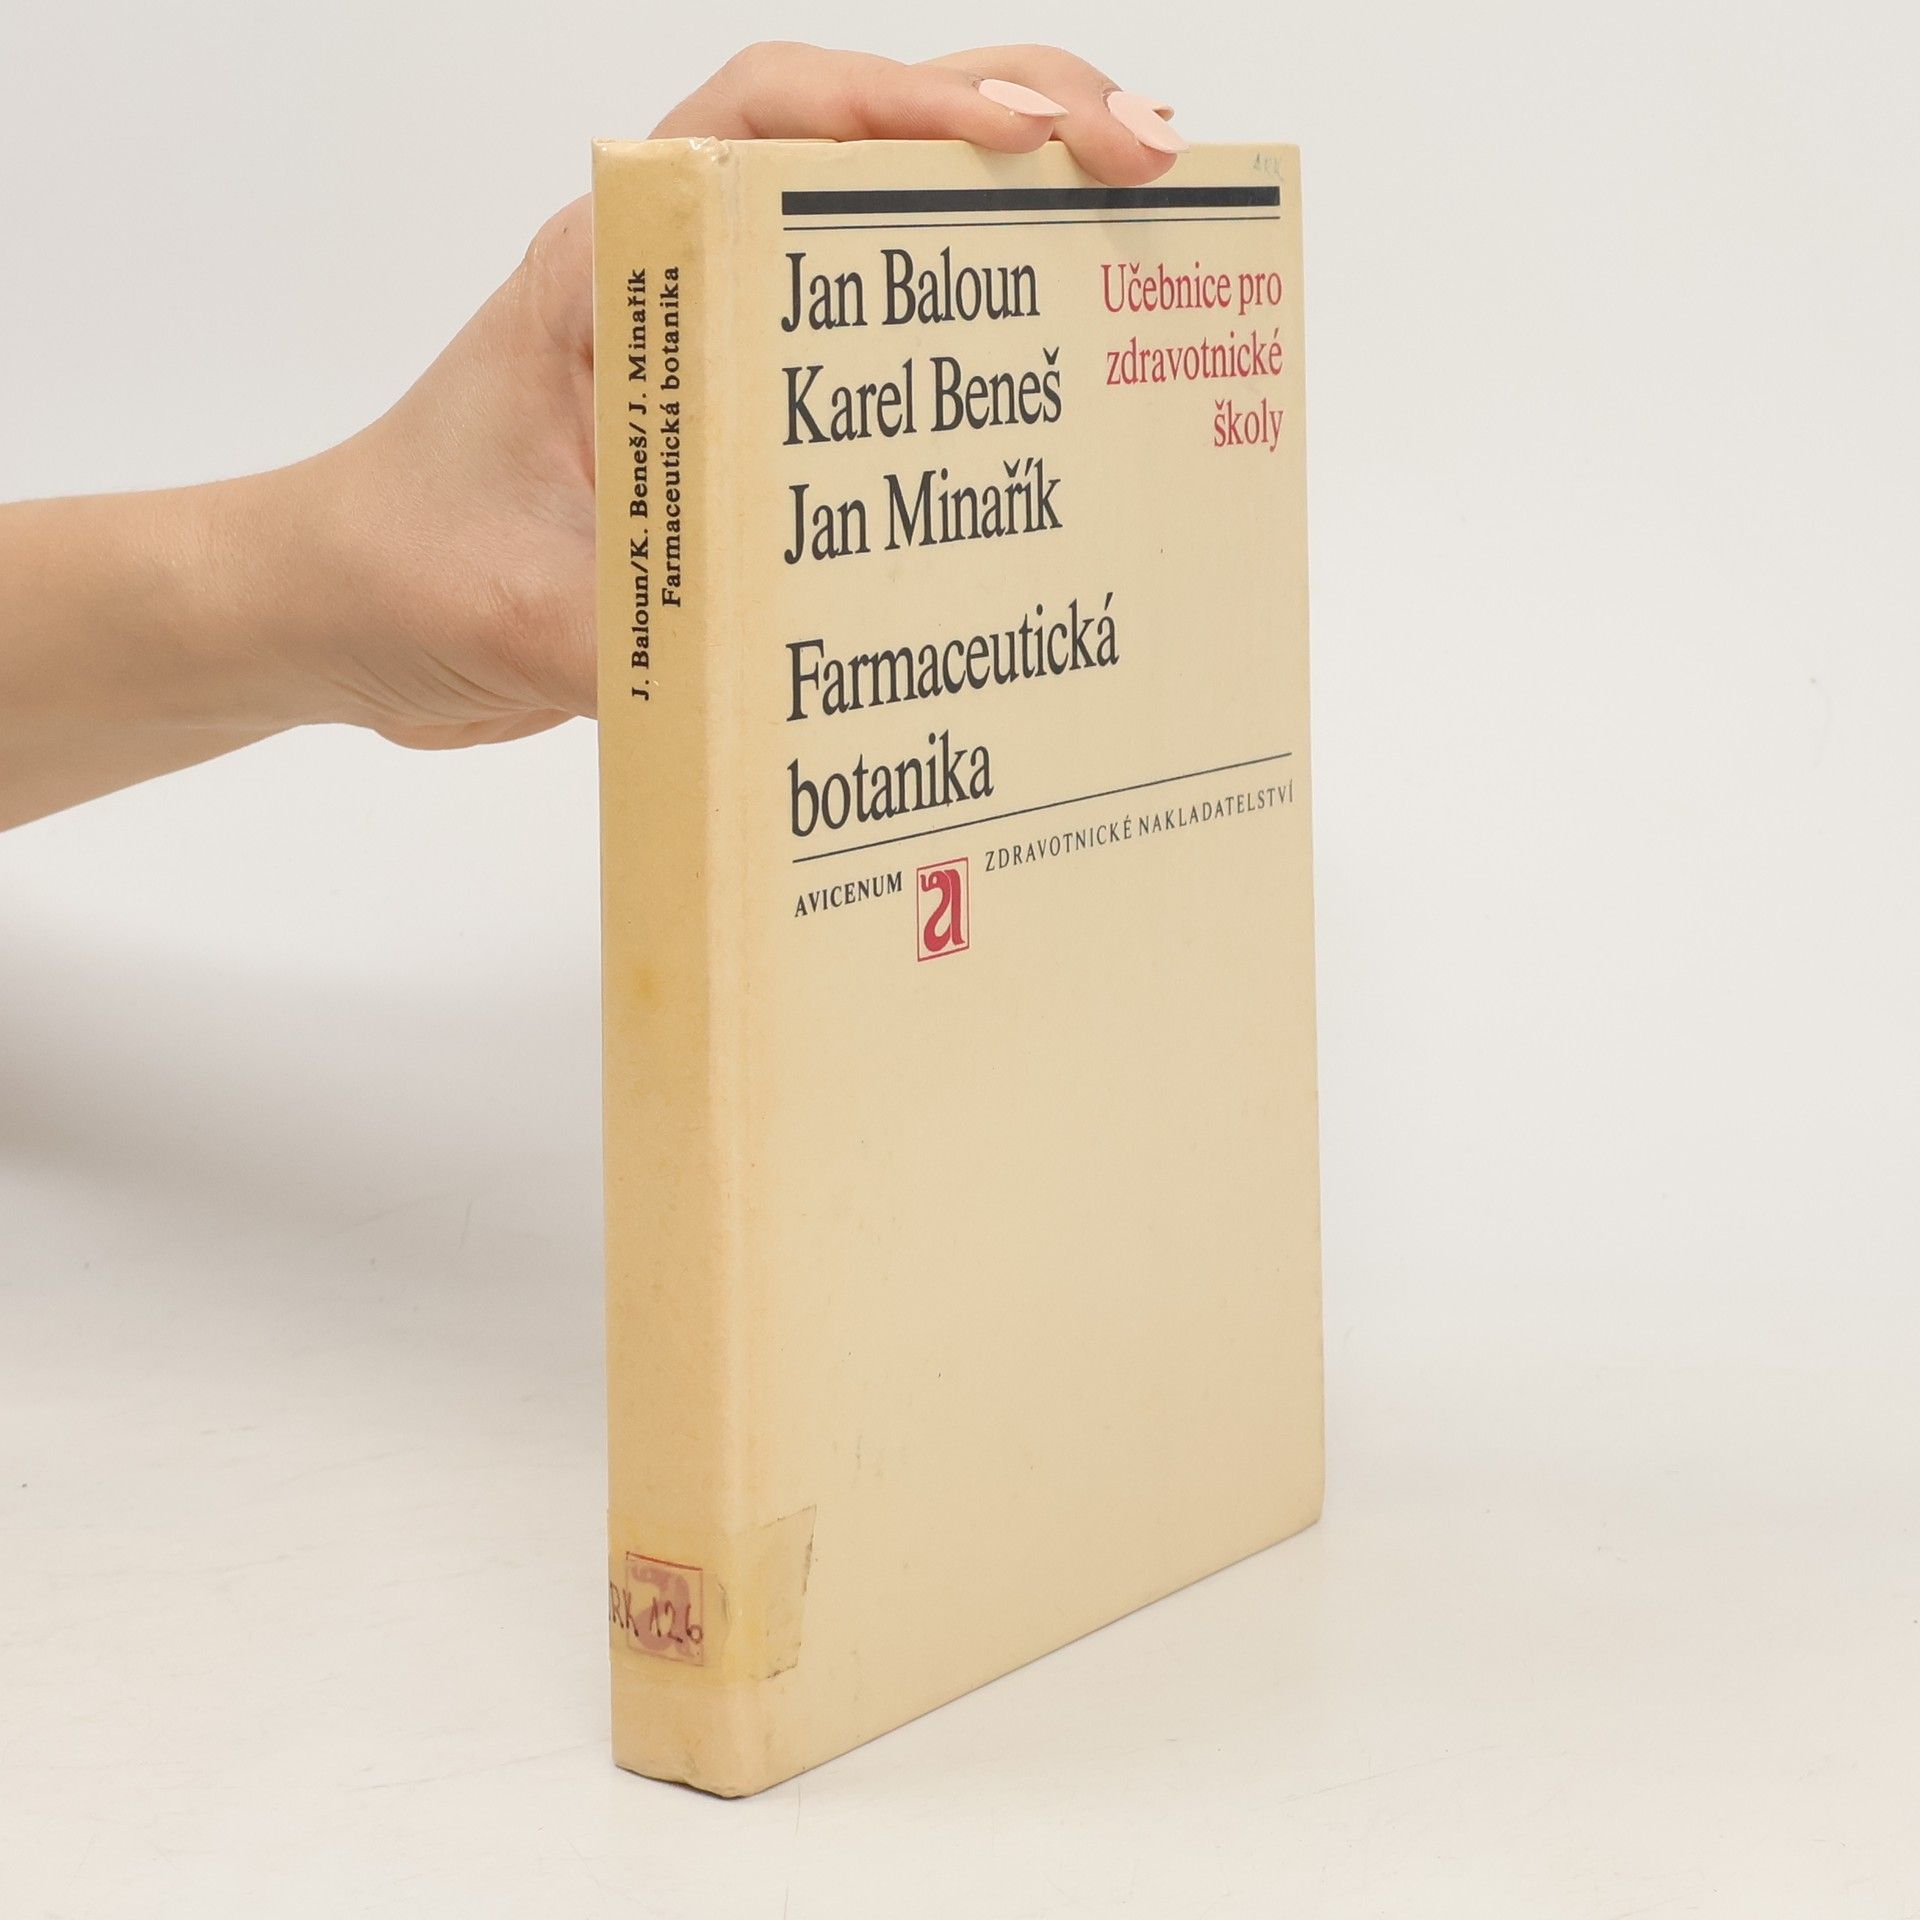 J. Baloun/K. Beneš/ J. Minařík
Farmaceutická botanika
Jan Baloun
Karel Beneš
Jan Minařík
Učebnice pro
zdravotnické
školy
Farmaceutická
botanika
AVICENUM
ZDRAVOTNICKÉ NAKLADATELSTVÍ
126